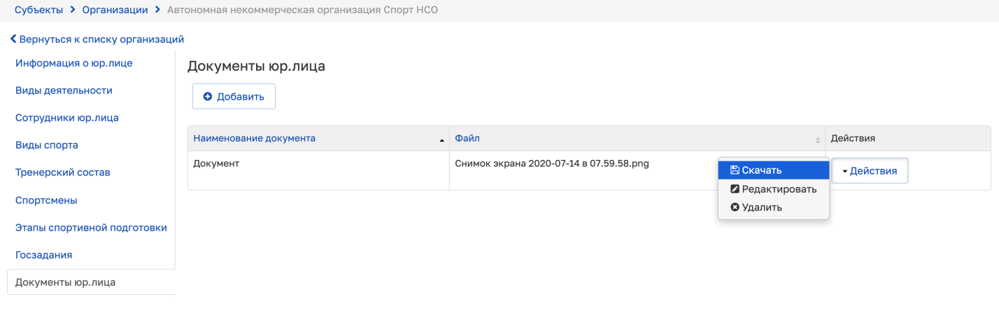 Субъекты > Организации > Автономная некоммерческая организация Спорт НСО
Вернуться к списку организаций
Информация о юр.лице
Виды деятельности
Сотрудники юр.лица
Виды спорта
Тренерский состав
Спортсмены
Этапы спортивной подготовки
Госзадания
Документы юр.лица
Документы юр.лица
Добавить
Наименование документа Файл Действия
Документ Снимок экрана 2020-07-14 в 07.59.58.png Действия
Скачать
Редактировать
Удалить